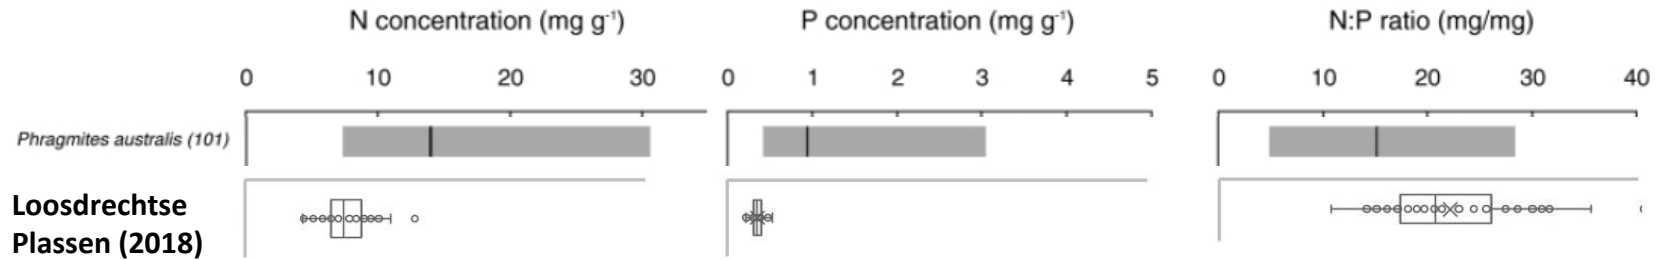 N concentration (mg g⁻¹) P concentration (mg g⁻¹) N:P ratio (mg/mg)
0 10 20 30 0 1 2 3 4 5 0 10 20 30 40
Phragmites australis (101)
Loosdrechtse
Plassen (2018)